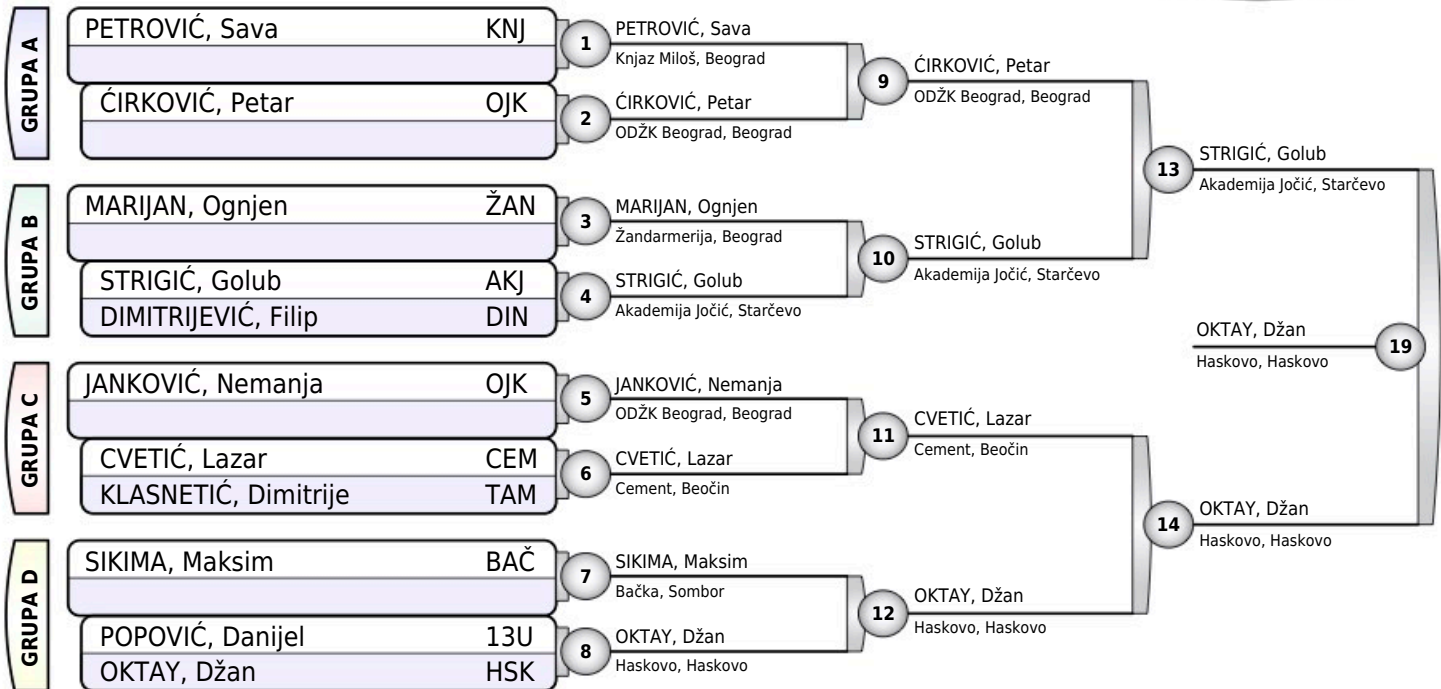 GRUPA A
PETROVIĆ, Sava KNJ
ĆIRKOVIĆ, Petar OJK
GRUPA B
MARIJAN, Ognjen ŽAN
STRIGIĆ, Golub AKJ
DIMITRIJEVIĆ, Filip DIN
GRUPA C
JANKOVIĆ, Nemanja OJK
CVETIĆ, Lazar CEM
KLASNETIĆ, Dimitrije TAM
GRUPA D
SIKIMA, Maksim BAČ
POPOVIĆ, Danijel 13U
OKTAY, Džan HSK
1
PETROVIĆ, Sava
Knjaz Miloš, Beograd
2
ĆIRKOVIĆ, Petar
ODŽK Beograd, Beograd
3
MARIJAN, Ognjen
Žandarmerija, Beograd
4
STRIGIĆ, Golub
Akademija Jočić, Starčevo
5
JANKOVIĆ, Nemanja
ODŽK Beograd, Beograd
6
CVETIĆ, Lazar
Cement, Beočin
7
SIKIMA, Maksim
Bačka, Sombor
8
OKTAY, Džan
Haskovo, Haskovo
9
ĆIRKOVIĆ, Petar
ODŽK Beograd, Beograd
10
STRIGIĆ, Golub
Akademija Jočić, Starčevo
11
CVETIĆ, Lazar
Cement, Beočin
12
OKTAY, Džan
Haskovo, Haskovo
13
STRIGIĆ, Golub
Akademija Jočić, Starčevo
14
OKTAY, Džan
Haskovo, Haskovo
OKTAY, Džan
Haskovo, Haskovo
19